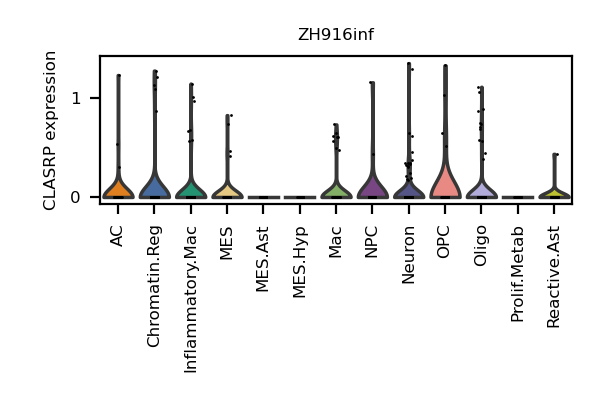 ZH916inf
CLASRP expression
1
0
AC
Chromatin.Reg
Inflammatory.Mac
MES
MES.Ast
MES.Hyp
Mac
NPC
Neuron
OPC
Oligo
Prolif.Metab
Reactive.Ast